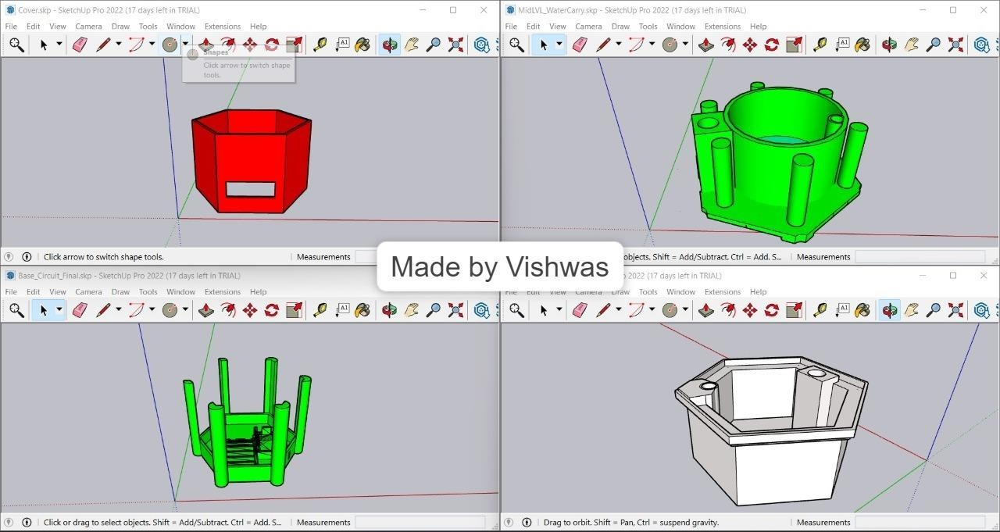 Cover.skp - SketchUp Pro 2022 (17 days left in TRIAL)
File Edit View Camera Draw Tools Window Extensions Help
A1
Shapes
Click arrow to switch shape
tools.
Click arrow to switch shape tools.
Measurements
MidLVL_WaterCarry.skp - SketchUp Pro 2022 (17 days left in TRIAL)
File Edit View Camera Draw Tools Window Extensions Help
A1
objects. Shift = Add/Subtract. Ctrl = Add. S...
Measurements
Made by Vishwas
Base_Circuit_Final.skp - SketchUp Pro 2022 (17 days left in TRIAL)
File Edit View Camera Draw Tools Window Extensions Help
A1
Click or drag to select objects. Shift = Add/Subtract. Ctrl = Add. S...
Measurements
2022 (17 days left in TRIAL)
File Edit View Camera Draw Tools Window Extensions Help
A1
Drag to orbit. Shift = Pan, Ctrl = suspend gravity.
Measurements